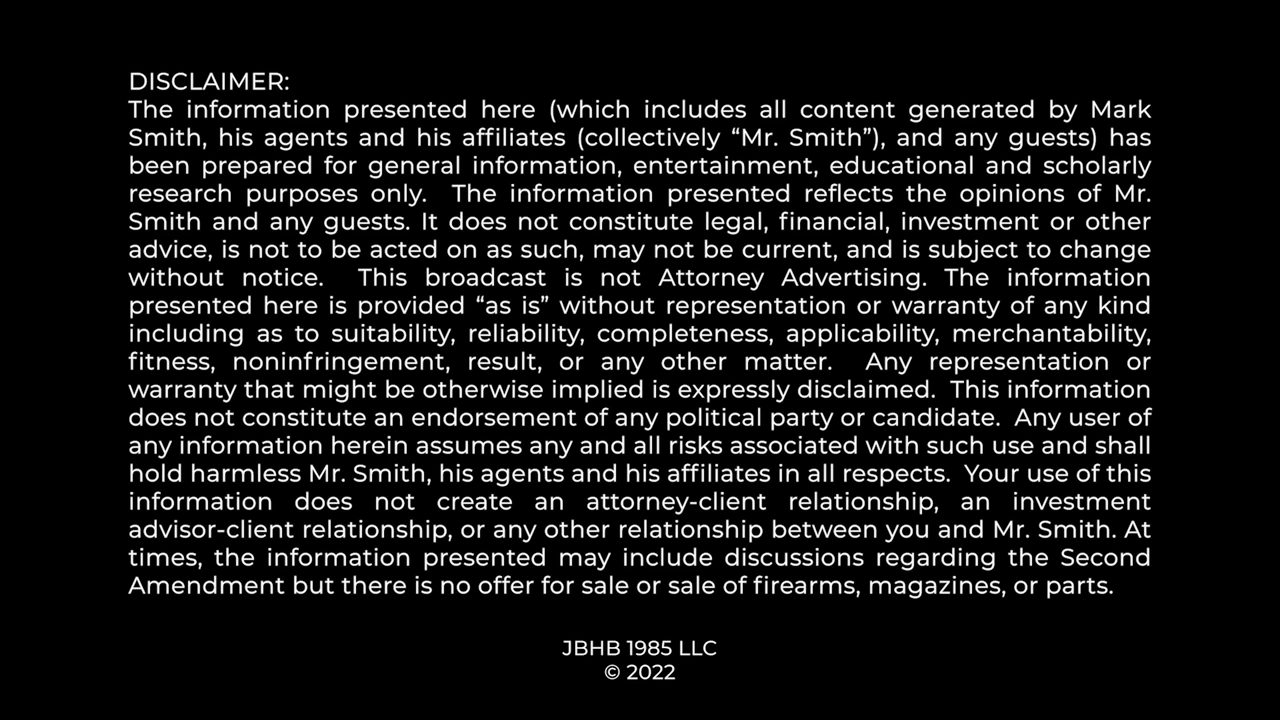 DISCLAIMER:
The information presented here (which includes all content generated by Mark
Smith, his agents and his affiliates (collectively “Mr. Smith”), and any guests) has
been prepared for general information, entertainment, educational and scholarly
research purposes only.  The information presented reflects the opinions of Mr.
Smith and any guests. It does not constitute legal, financial, investment or other
advice, is not to be acted on as such, may not be current, and is subject to change
without notice.  This broadcast is not Attorney Advertising. The information
presented here is provided “as is” without representation or warranty of any kind
including as to suitability, reliability, completeness, applicability, merchantability,
fitness, noninfringement, result, or any other matter.  Any representation or
warranty that might be otherwise implied is expressly disclaimed.  This information
does not constitute an endorsement of any political party or candidate.  Any user of
any information herein assumes any and all risks associated with such use and shall
hold harmless Mr. Smith, his agents and his affiliates in all respects.  Your use of this
information does not create an attorney-client relationship, an investment
advisor-client relationship, or any other relationship between you and Mr. Smith. At
times, the information presented may include discussions regarding the Second
Amendment but there is no offer for sale or sale of firearms, magazines, or parts.
JBHB 1985 LLC
© 2022